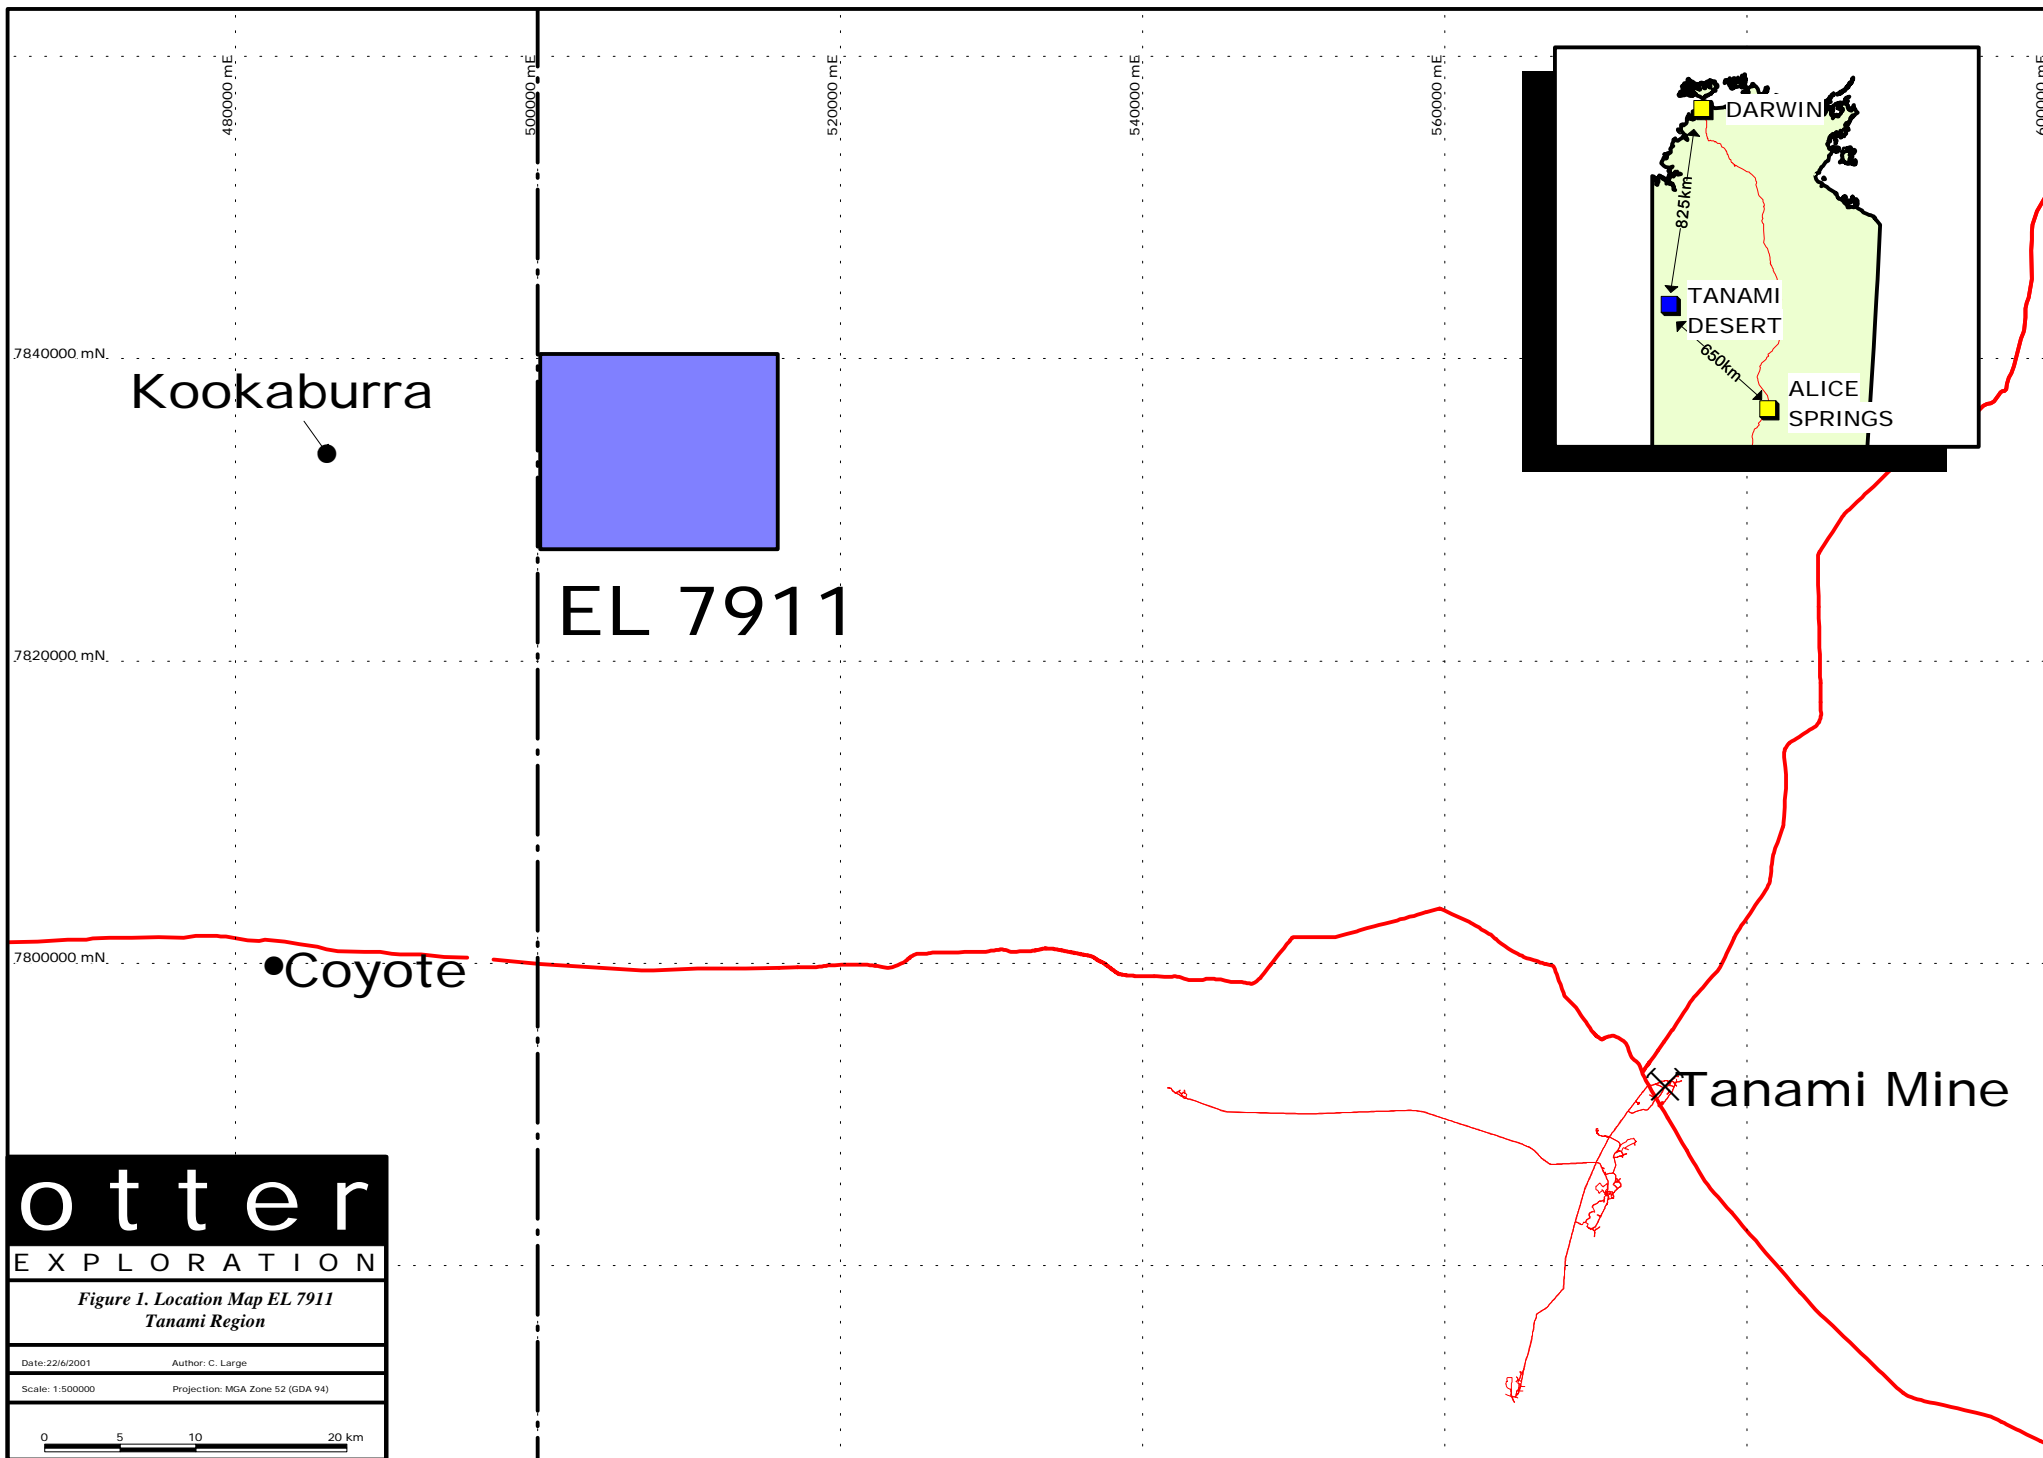 480000 mE
500000 mE
520000 mE
540000 mE
560000 mE
600000 mE
DARWIN
825km
TANAMI
DESERT
650km
ALICE
SPRINGS
7840000 mN
Kookaburra
EL 7911
7820000 mN
7800000 mN
Coyote
Tanami Mine
otter
EXPLORATION
Figure 1. Location Map EL 7911
Tanami Region
Date:22/6/2001 Author: C. Large
Scale: 1:500000 Projection: MGA Zone 52 (GDA 94)
0 5 10 20 km